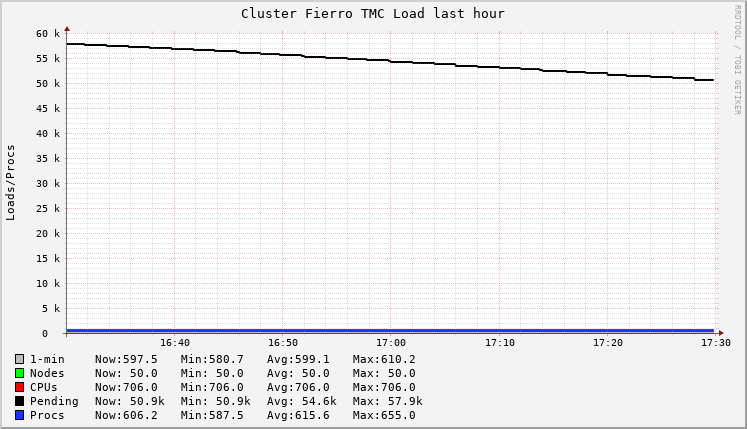 Cluster Fierro TMC Load last hour
RRDTOOL / TOBI OETIKER
Loads/Procs
60 k
55 k
50 k
45 k
40 k
35 k
30 k
25 k
20 k
15 k
10 k
5 k
0
16:40 16:50 17:00 17:10 17:20 17:30
1-min Now:597.5 Min:580.7 Avg:599.1 Max:610.2
Nodes Now: 50.0 Min: 50.0 Avg: 50.0 Max: 50.0
CPUs Now:706.0 Min:706.0 Avg:706.0 Max:706.0
Pending Now: 50.9k Min: 50.9k Avg: 54.6k Max: 57.9k
Procs Now:606.2 Min:587.5 Avg:615.6 Max:655.0